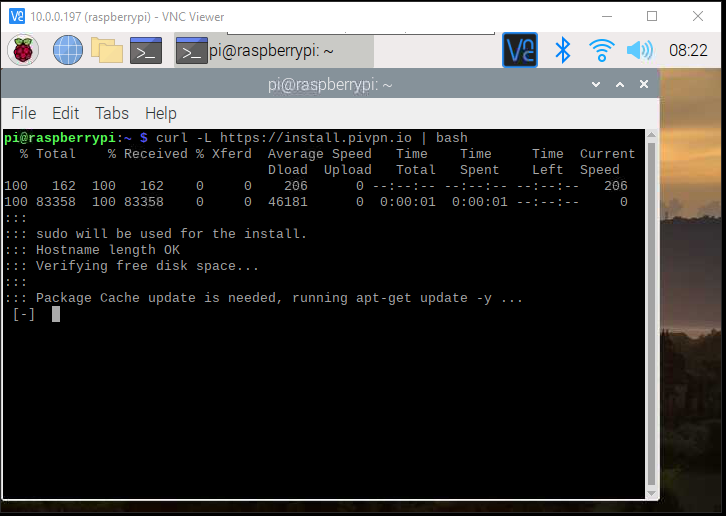 10.0.0.197 (raspberrypi) - VNC Viewer
pi@raspberrypi: ~
08:22
pi@raspberrypi: ~
File Edit Tabs Help
pi@raspberrypi:~ $ curl -L https://install.pivpn.io | bash
% Total % Received % Xferd Average Speed Time Time Time Current
Dload Upload Total Spent Left Speed
100 162 100 162 0 0 206 0 --:--:-- --:--:-- --:--:-- 206
100 83358 100 83358 0 0 46181 0 0:00:01 0:00:01 --:--:-- 0
:::
::: sudo will be used for the install.
::: Hostname length OK
::: Verifying free disk space...
:::
::: Package Cache update is needed, running apt-get update -y ...
[-]